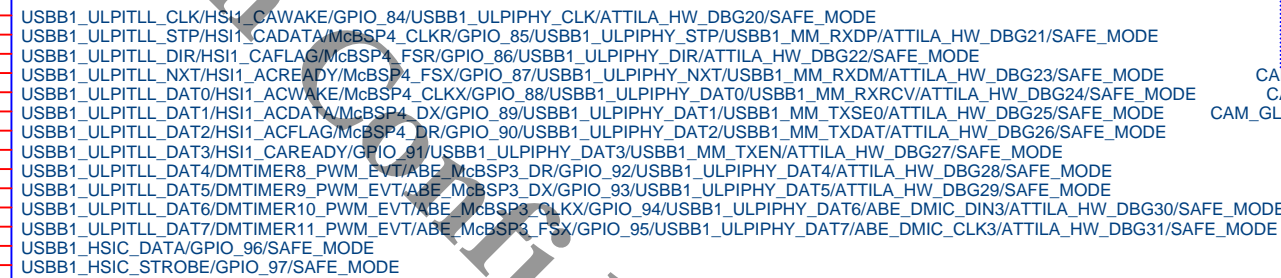 USBB1_ULPITLL_CLK/HSI1_CAWAKE/GPIO_84/USBB1_ULPIPHY_CLK/ATTILA_HW_DBG20/SAFE_MODE
USBB1_ULPITLL_STP/HSI1_CADATA/McBSP4_CLKR/GPIO_85/USBB1_ULPIPHY_STP/USBB1_MM_RXDP/ATTILA_HW_DBG21/SAFE_MODE
USBB1_ULPITLL_DIR/HSI1_CAFLAG/McBSP4_FSR/GPIO_86/USBB1_ULPIPHY_DIR/ATTILA_HW_DBG22/SAFE_MODE
USBB1_ULPITLL_NXT/HSI1_ACREADY/McBSP4_FSX/GPIO_87/USBB1_ULPIPHY_NXT/USBB1_MM_RXDM/ATTILA_HW_DBG23/SAFE_MODE CA
USBB1_ULPITLL_DAT0/HSI1_ACWAKE/McBSP4_CLKX/GPIO_88/USBB1_ULPIPHY_DAT0/USBB1_MM_RXRCV/ATTILA_HW_DBG24/SAFE_MODE CA
USBB1_ULPITLL_DAT1/HSI1_ACDATA/McBSP4_DX/GPIO_89/USBB1_ULPIPHY_DAT1/USBB1_MM_TXSE0/ATTILA_HW_DBG25/SAFE_MODE CAM_GL
USBB1_ULPITLL_DAT2/HSI1_ACFLAG/McBSP4_DR/GPIO_90/USBB1_ULPIPHY_DAT2/USBB1_MM_TXDAT/ATTILA_HW_DBG26/SAFE_MODE
USBB1_ULPITLL_DAT3/HSI1_CAREADY/GPIO_91/USBB1_ULPIPHY_DAT3/USBB1_MM_TXEN/ATTILA_HW_DBG27/SAFE_MODE
USBB1_ULPITLL_DAT4/DMTIMER8_PWM_EVT/ABE_McBSP3_DR/GPIO_92/USBB1_ULPIPHY_DAT4/ATTILA_HW_DBG28/SAFE_MODE
USBB1_ULPITLL_DAT5/DMTIMER9_PWM_EVT/ABE_McBSP3_DX/GPIO_93/USBB1_ULPIPHY_DAT5/ATTILA_HW_DBG29/SAFE_MODE
USBB1_ULPITLL_DAT6/DMTIMER10_PWM_EVT/ABE_McBSP3_CLKX/GPIO_94/USBB1_ULPIPHY_DAT6/ABE_DMIC_DIN3/ATTILA_HW_DBG30/SAFE_MODE
USBB1_ULPITLL_DAT7/DMTIMER11_PWM_EVT/ABE_McBSP3_FSX/GPIO_95/USBB1_ULPIPHY_DAT7/ABE_DMIC_CLK3/ATTILA_HW_DBG31/SAFE_MODE
USBB1_HSIC_DATA/GPIO_96/SAFE_MODE
USBB1_HSIC_STROBE/GPIO_97/SAFE_MODE